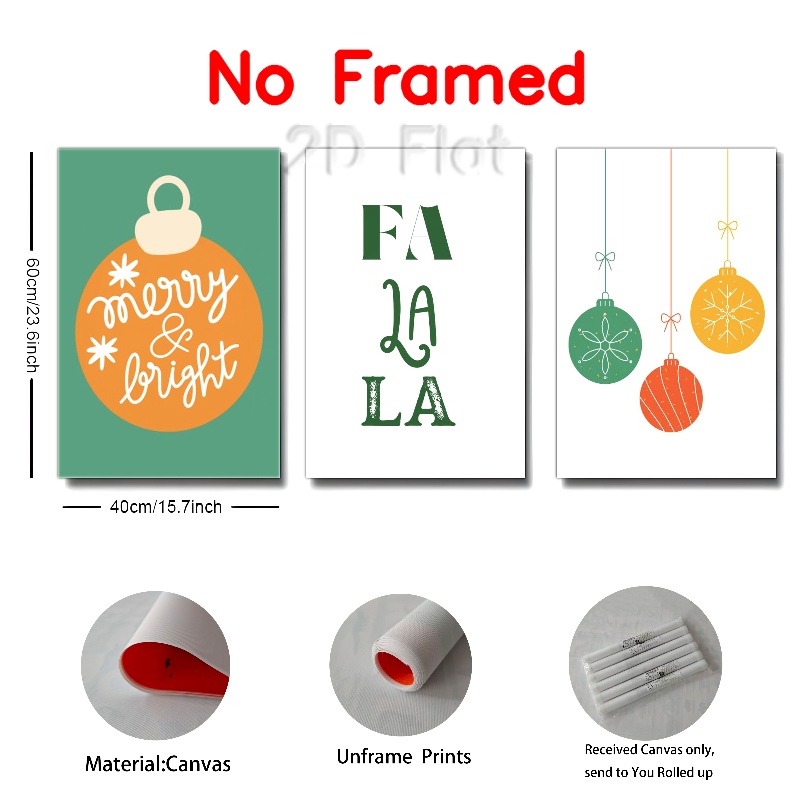 No Framed
2D Flat
60cm/23.6inch
merry
&
bright
FA
LA
LA
40cm/15.7inch
Material:Canvas
Unframe Prints
Received Canvas only,
send to You Rolled up